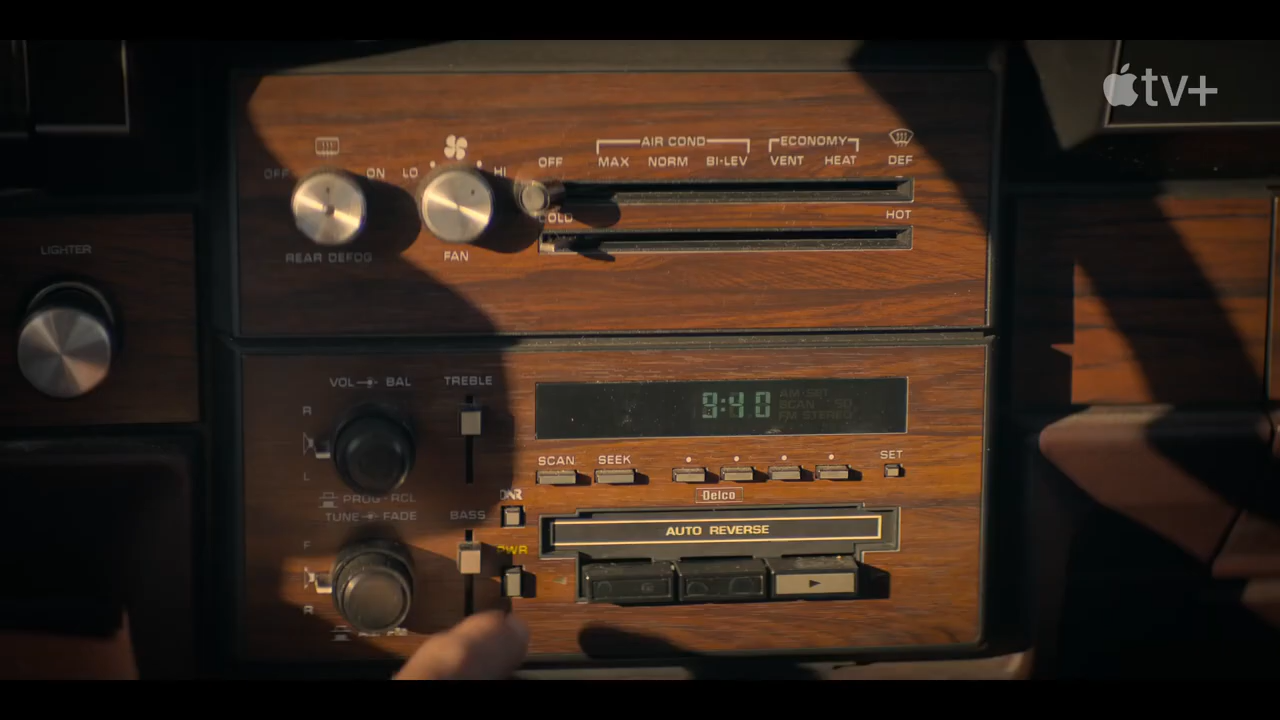 tv+
AIR COND
ECONOMY
OFF
ON
LO
HI
OFF
MAX
NORM
BI-LEV
VENT
HEAT
DEF
COLD
HOT
REAR DEFOG
FAN
LIGHTER
VOL
BAL
TREBLE
8:40
AM SET
SCAN
FM STEREO
R
L
SCAN
SEEK
SET
PROG-RCL
DNR
Delco
TUNE
FADE
BASS
AUTO REVERSE
F
PWR
R